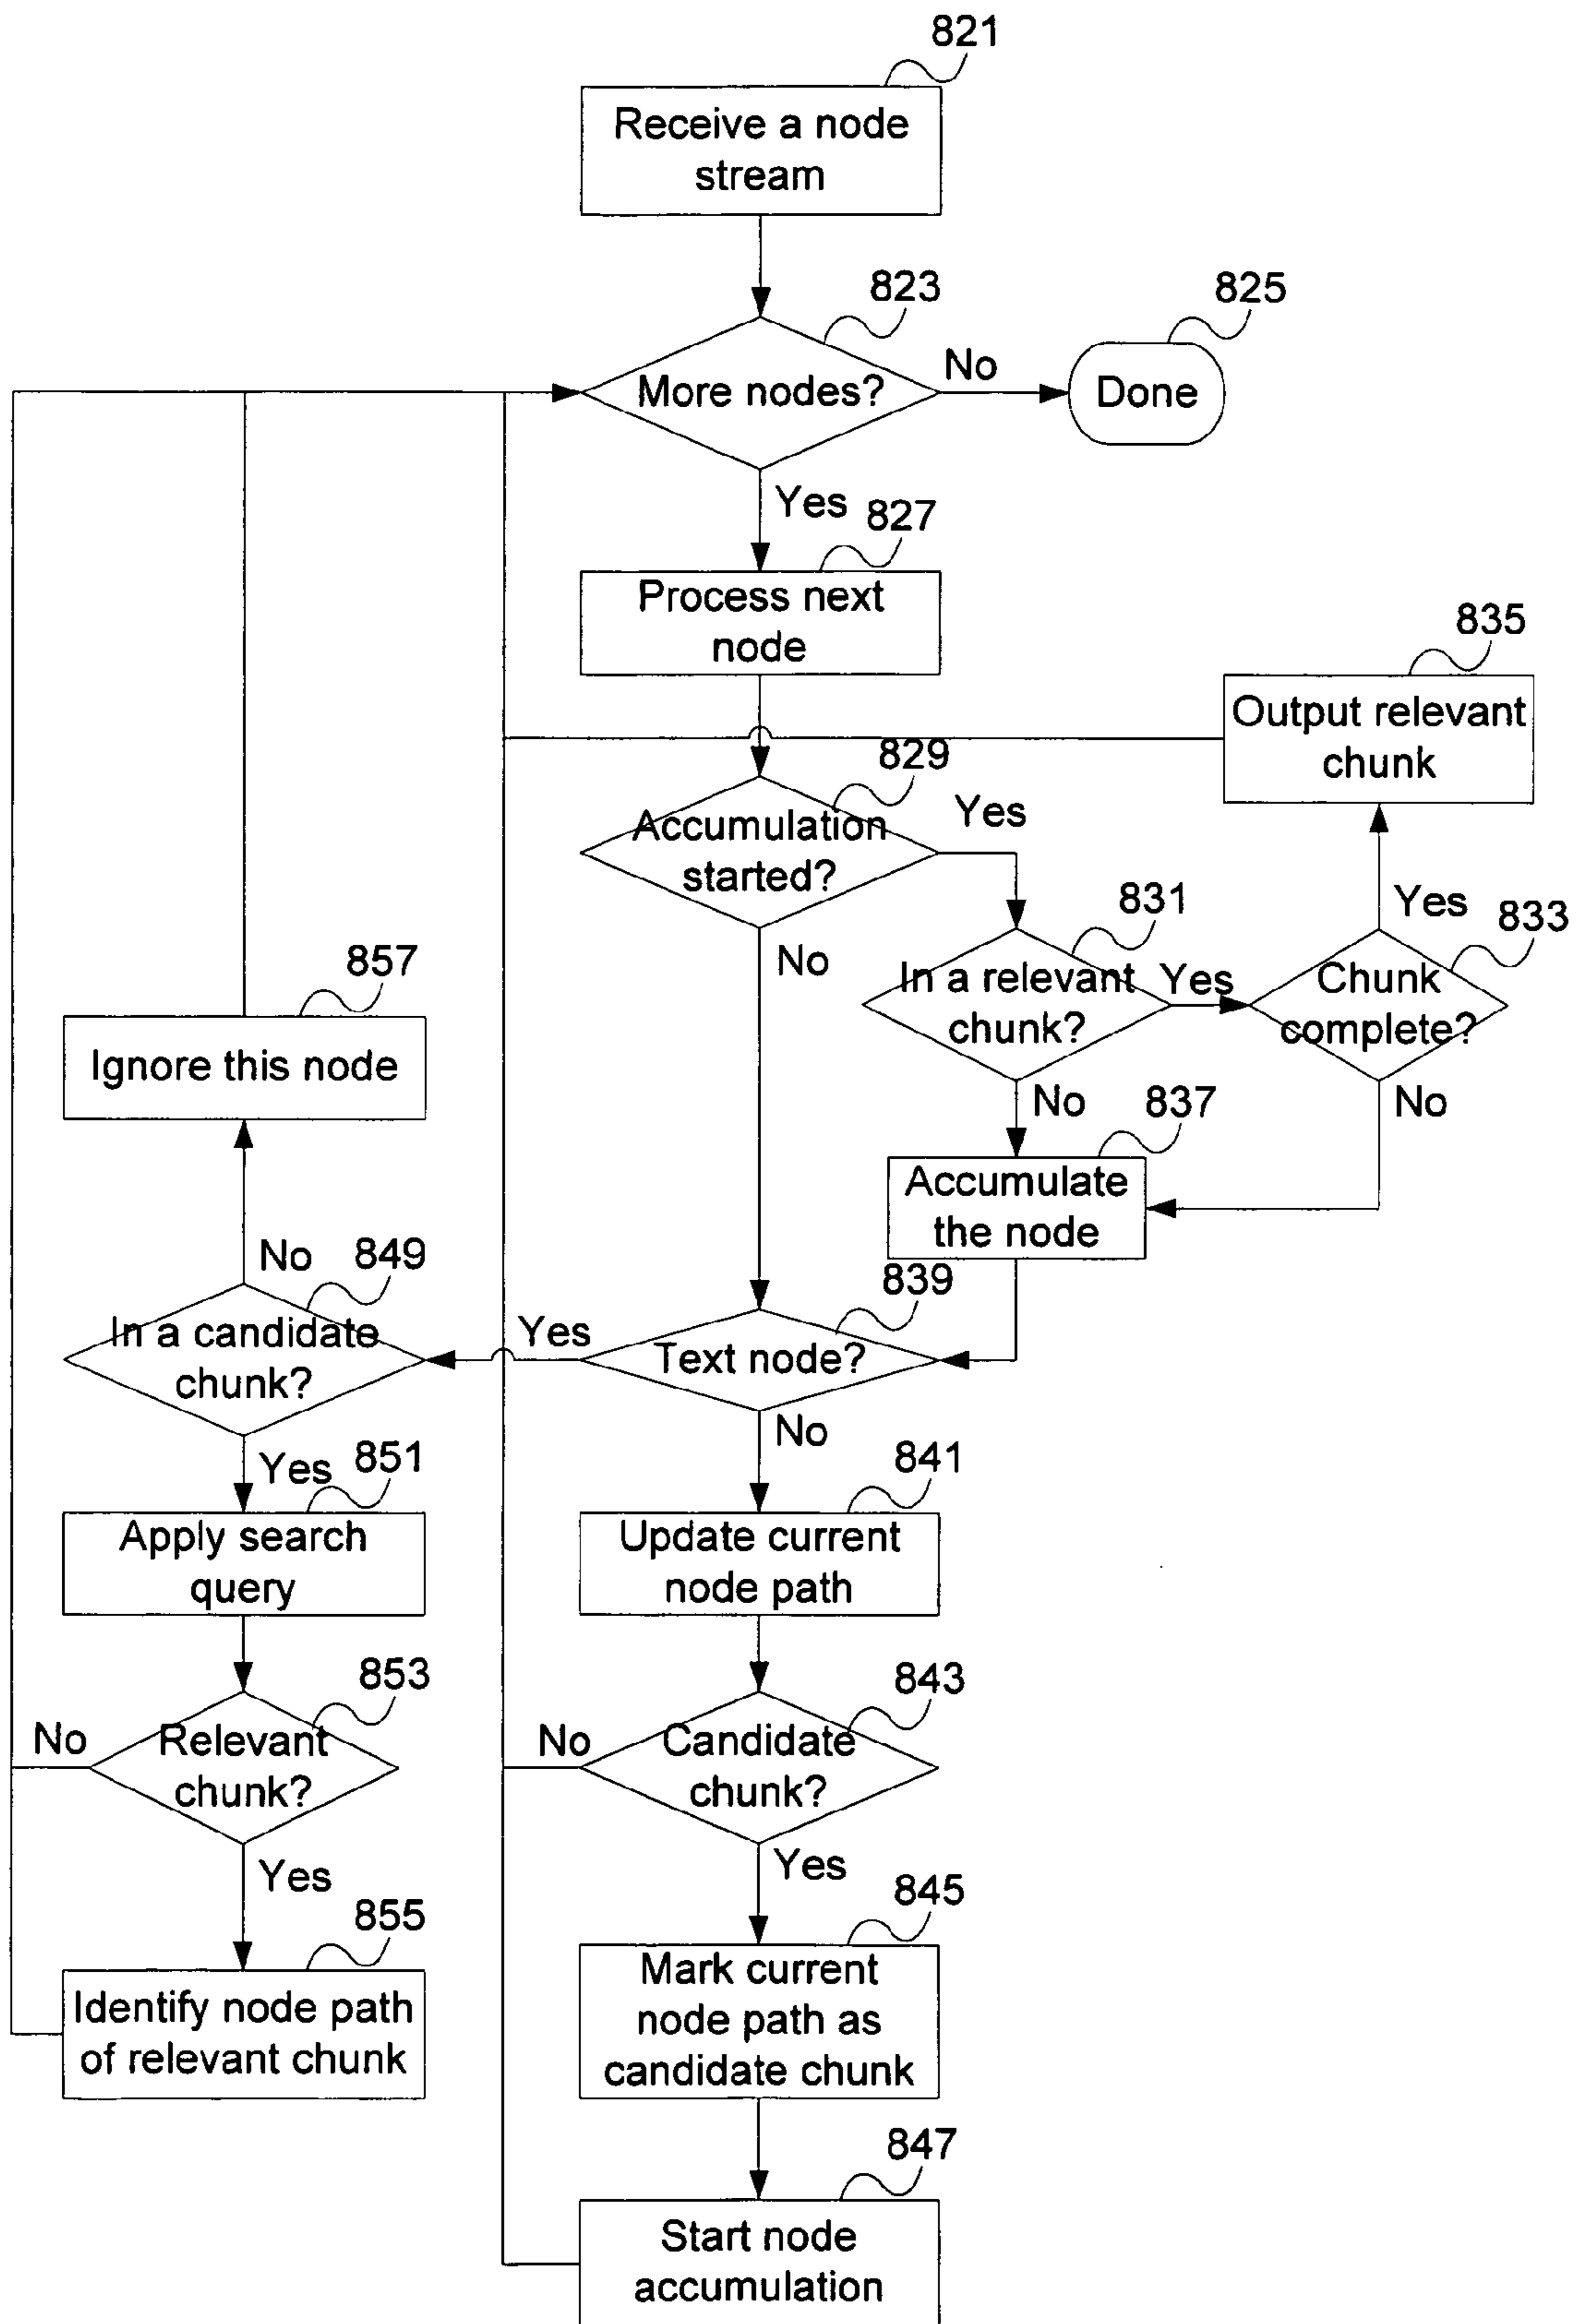 821
Receive a node
stream
823
825
More nodes?
No
Done
Yes
827
Process next
node
835
Output relevant
chunk
829
Accumulation
started?
Yes
831
Yes
833
In a relevant
chunk?
Yes
Chunk
complete?
No
857
Ignore this node
No
837
No
Accumulate
the node
No
849
839
In a candidate
chunk?
Yes
Text node?
No
Yes
851
841
Apply search
query
Update current
node path
853
843
No
Relevant
chunk?
No
Candidate
chunk?
Yes
Yes
855
845
Identify node path
of relevant chunk
Mark current
node path as
candidate chunk
847
Start node
accumulation